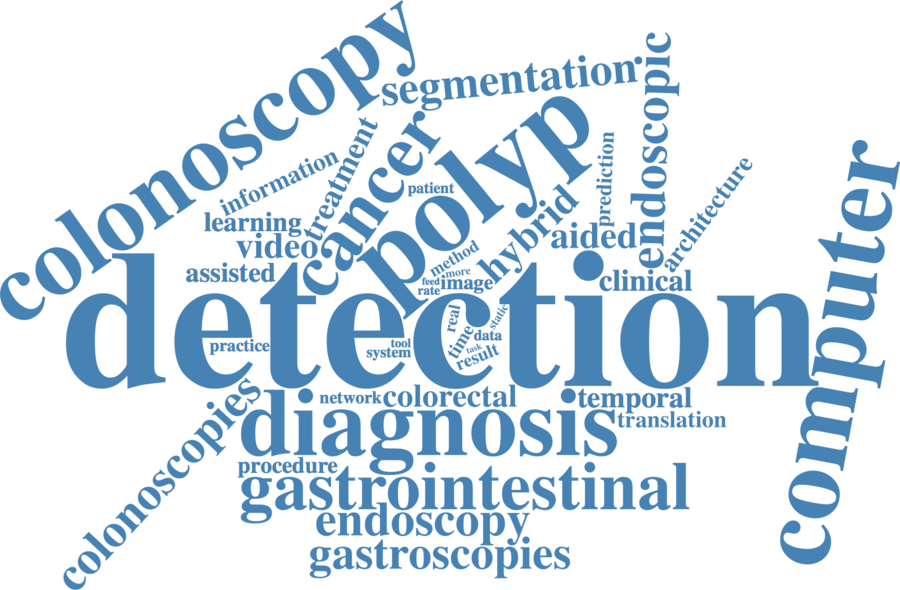 colonoscopy
segmentation
endoscopic
polyp
cancer
treatment
information
patient
prediction
architecture
computer
learning
video
assisted
hybrid
aided
method
more
feed
rate
image
clinical
detection
static
real
time
data
task
result
practice
tool
system
network
colorectal
temporal
translation
colonoscopies
diagnosis
procedure
gastrointestinal
endoscopy
gastroscopies